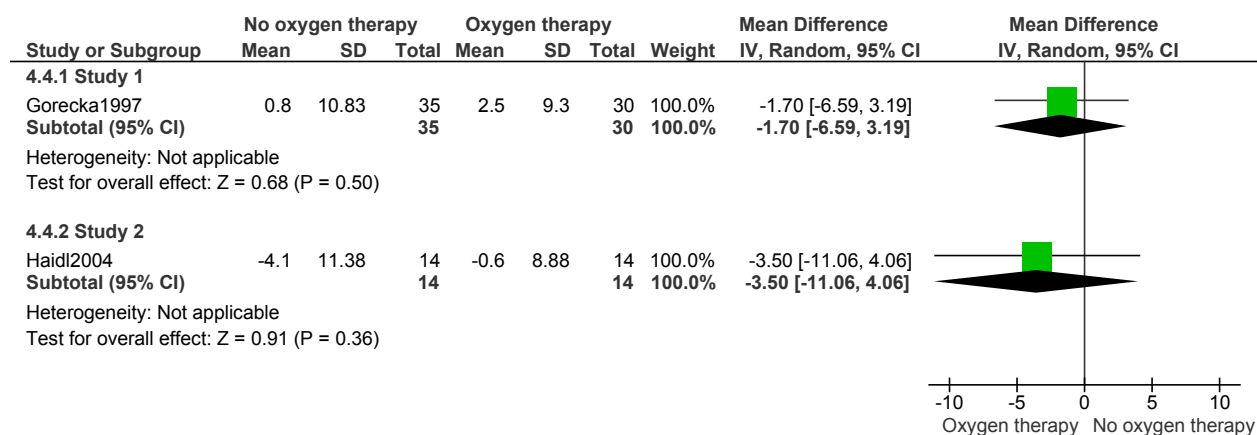 No oxygen therapy Oxygen therapy Mean Difference Mean Difference
Study or Subgroup Mean SD Total Mean SD Total Weight IV, Random, 95% CI IV, Random, 95% CI
4.4.1 Study 1
Gorecka1997 0.8 10.83 35 2.5 9.3 30 100.0% -1.70 [-6.59, 3.19]
Subtotal (95% CI) 35 30 100.0% -1.70 [-6.59, 3.19]
Heterogeneity: Not applicable
Test for overall effect: Z = 0.68 (P = 0.50)
4.4.2 Study 2
Haidl2004 -4.1 11.38 14 -0.6 8.88 14 100.0% -3.50 [-11.06, 4.06]
Subtotal (95% CI) 14 14 100.0% -3.50 [-11.06, 4.06]
Heterogeneity: Not applicable
Test for overall effect: Z = 0.91 (P = 0.36)
-10 -5 0 5 10
Oxygen therapy No oxygen therapy